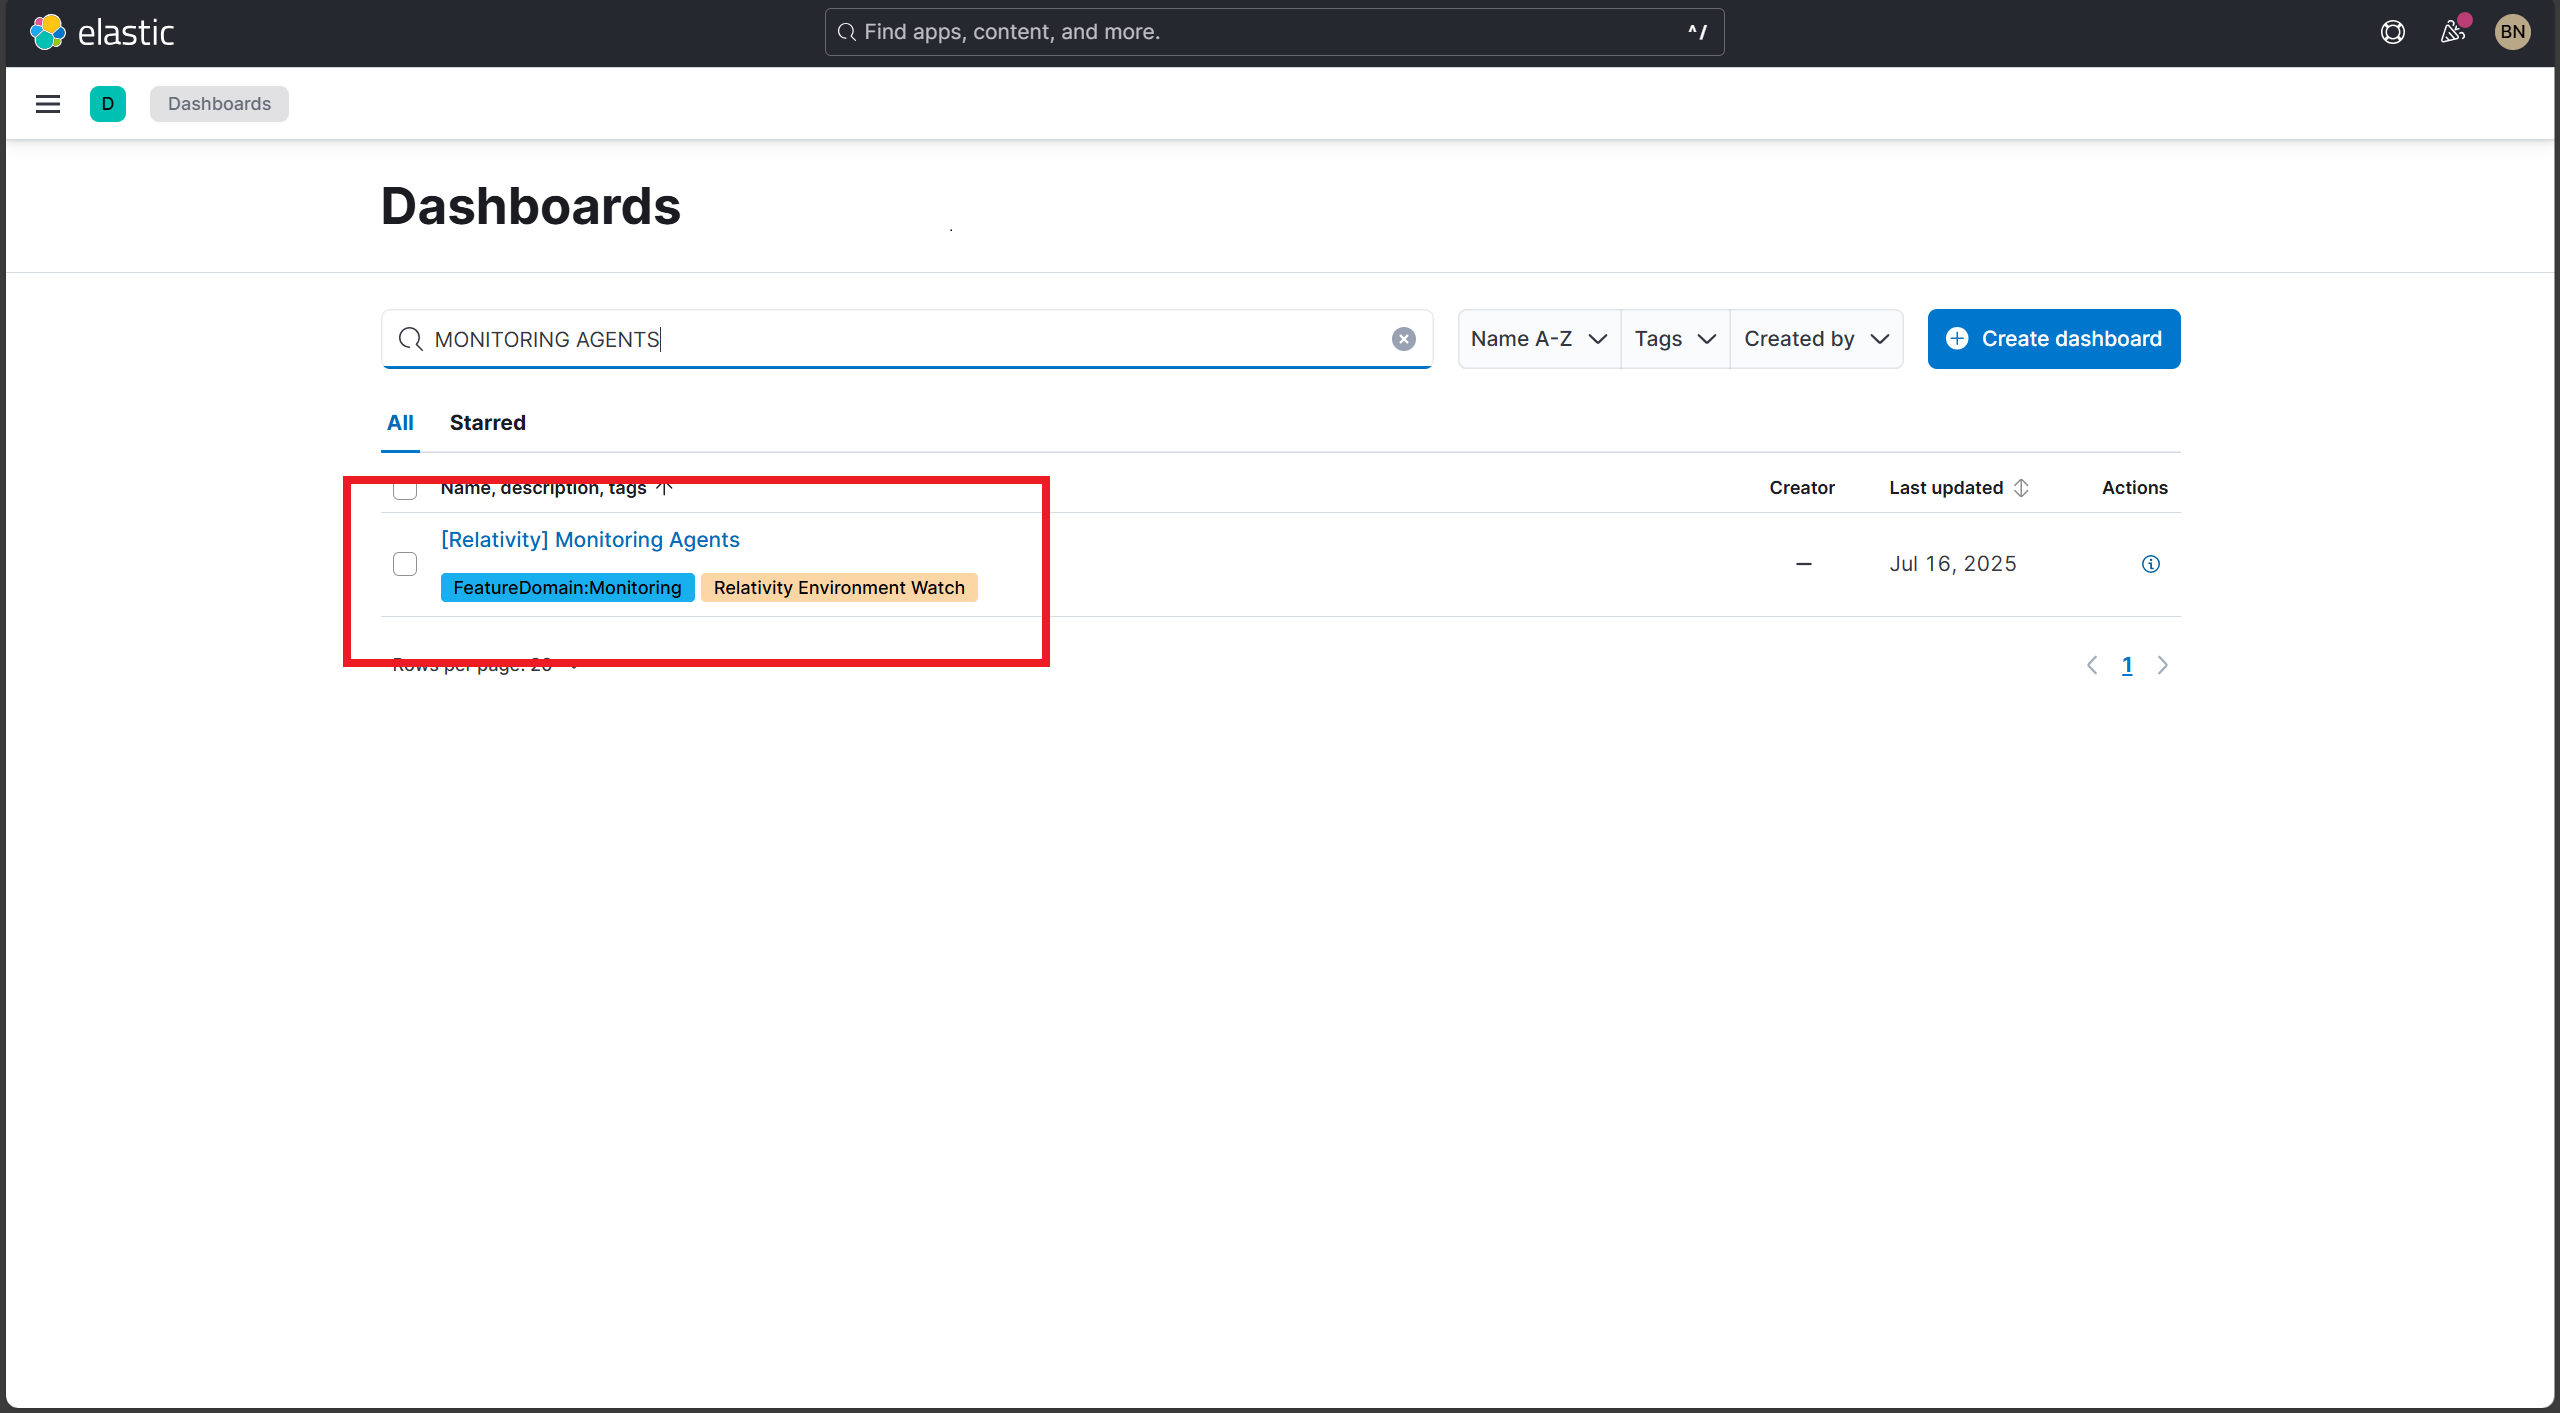 elastic
Find apps, content, and more.
^/
BN
D
Dashboards
Dashboards
MONITORING AGENTS
Name A-Z
Tags
Created by
Create dashboard
All
Starred
Name, description, tags
Creator
Last updated
Actions
[Relativity] Monitoring Agents
FeatureDomain:Monitoring
Relativity Environment Watch
–
Jul 16, 2025
Rows per page: 20
1